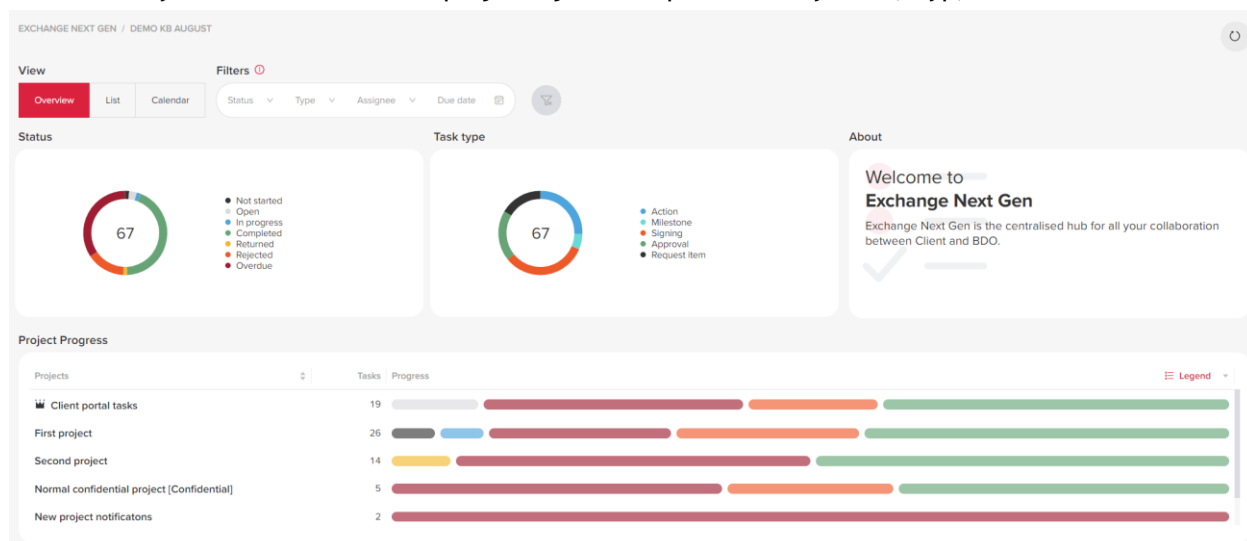 EXCHANGE NEXT GEN / DEMO KB AUGUST
View
Filters
Overview
List
Calendar
Status
Type
Assignee
Due date
Status
Task type
About
67
Not started
Open
In progress
Completed
Returned
Rejected
Overdue
67
Action
Milestone
Signing
Approval
Request item
Welcome to
Exchange Next Gen
Exchange Next Gen is the centralised hub for all your collaboration
between Client and BDO.
Project Progress
Projects
Tasks
Progress
Legend
Client portal tasks 19
First project 26
Second project 14
Normal confidential project [Confidential] 5
New project notificatons 2